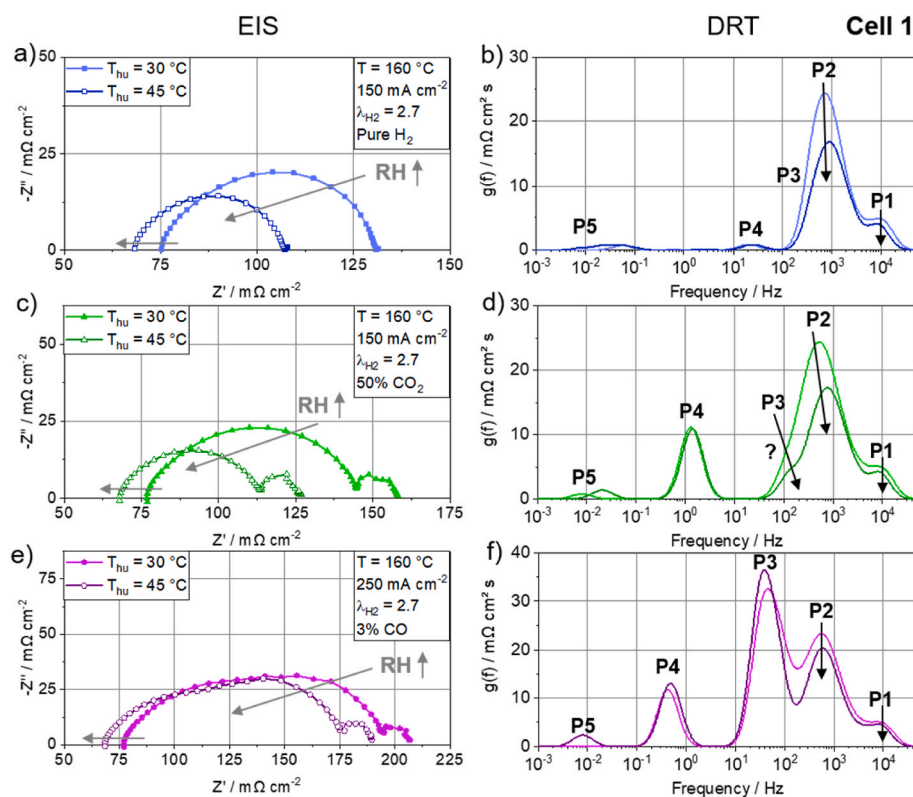 EIS
DRT
Cell 1
a)
T_hu = 30 °C
T_hu = 45 °C
T = 160 °C
150 mA cm⁻²
λ_H2 = 2.7
Pure H₂
RH
50
25
0
50
75
100
125
150
175
-Z'' / mΩ cm⁻²
Z' / mΩ cm⁻²
b)
P2
P3
P1
P5
P4
30
20
10
0
10⁻³
10⁻²
10⁻¹
10⁰
10¹
10²
10³
10⁴
g(f) / mΩ cm² s
Frequency / Hz
c)
T_hu = 30 °C
T_hu = 45 °C
T = 160 °C
150 mA cm⁻²
λ_H2 = 2.7
50% CO₂
RH
50
25
0
50
75
100
125
150
175
-Z'' / mΩ cm⁻²
Z' / mΩ cm⁻²
d)
P2
P3
?
P4
P1
P5
30
20
10
0
10⁻³
10⁻²
10⁻¹
10⁰
10¹
10²
10³
10⁴
g(f) / mΩ cm² s
Frequency / Hz
e)
T_hu = 30 °C
T_hu = 45 °C
T = 160 °C
250 mA cm⁻²
λ_H2 = 2.7
3% CO
RH
75
50
25
0
50
75
100
125
150
175
200
225
-Z'' / mΩ cm⁻²
Z' / mΩ cm⁻²
f)
P3
P2
P4
P1
P5
40
30
20
10
0
10⁻³
10⁻²
10⁻¹
10⁰
10¹
10²
10³
10⁴
g(f) / mΩ cm² s
Frequency / Hz